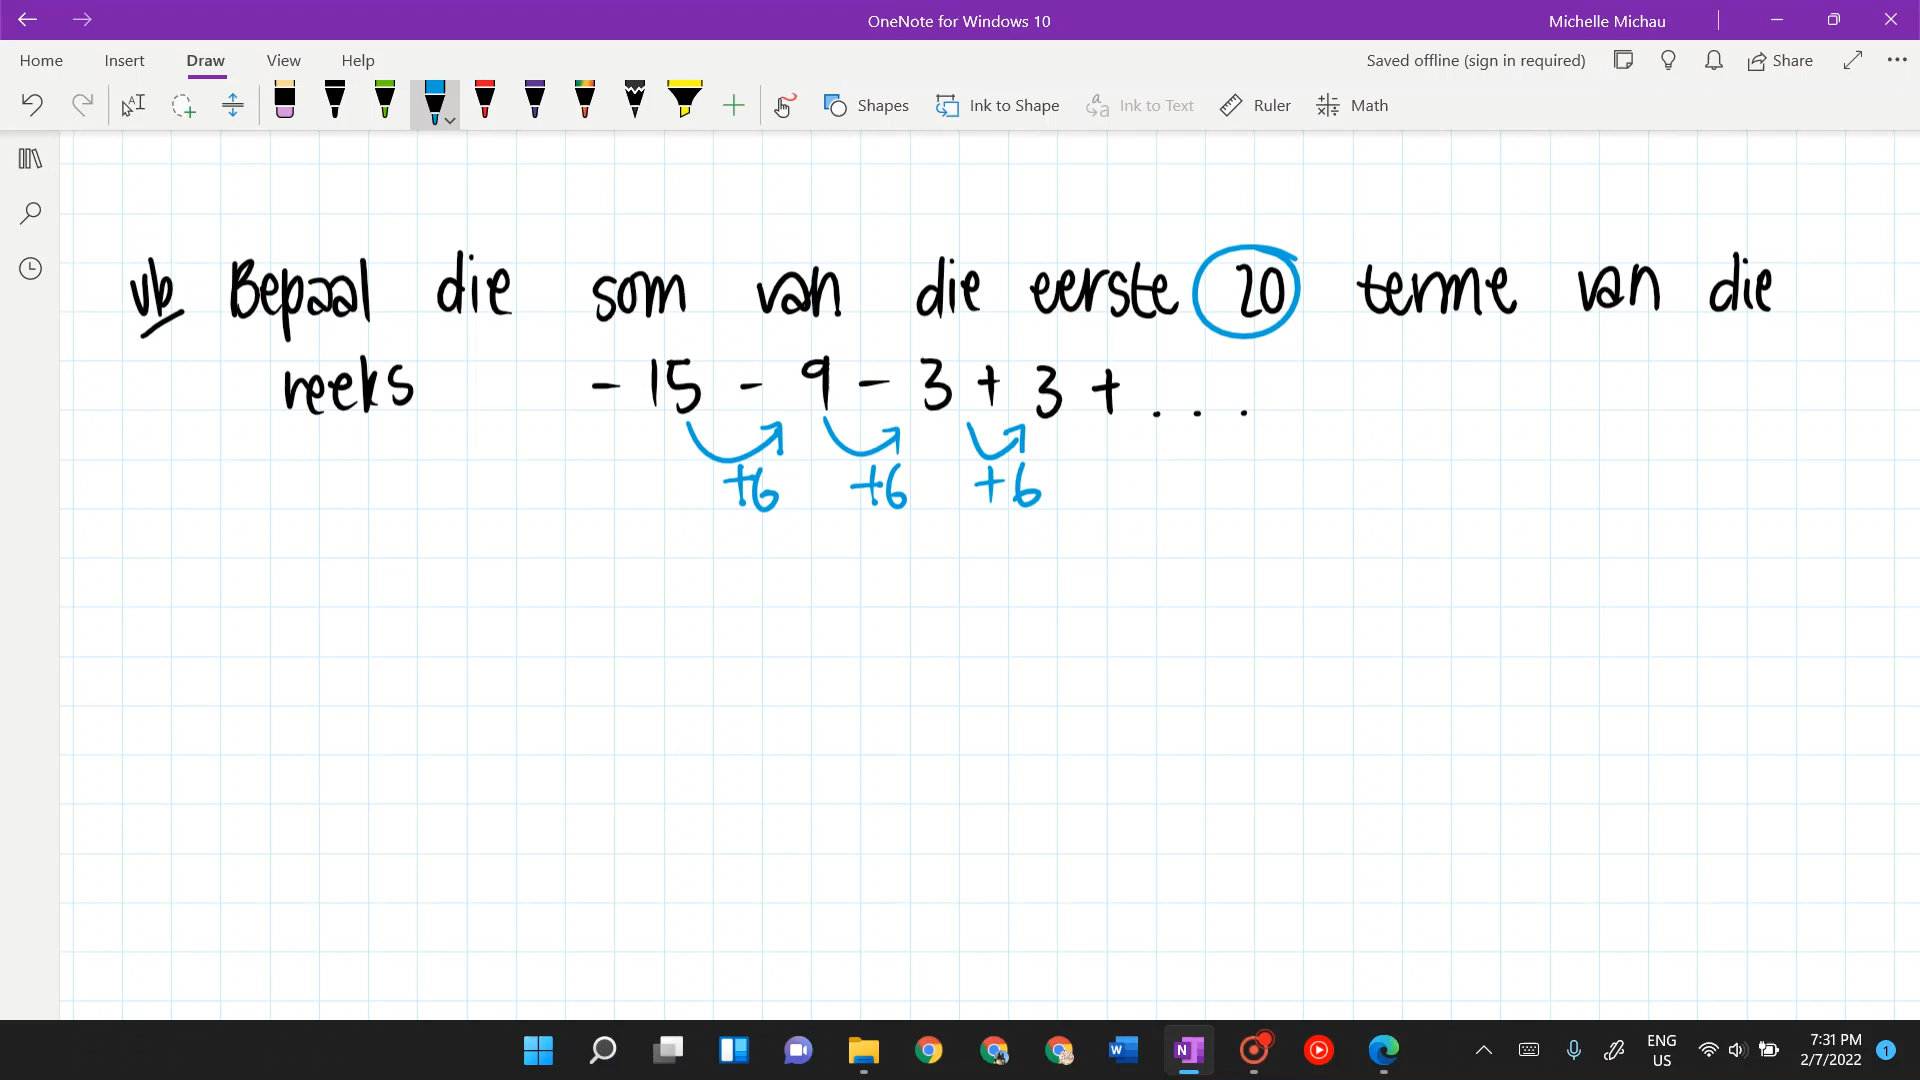 OneNote for Windows 10
Michelle Michau
Home Insert Draw View Help
Saved offline (sign in required) Share
Shapes Ink to Shape Ink to Text Ruler Math
vb Bepaal die som van die eerste 20 terme van die
reeks - 15 - 9 - 3 + 3 + . . .
+6 +6 +6
ENG
US
7:31 PM
2/7/2022
1